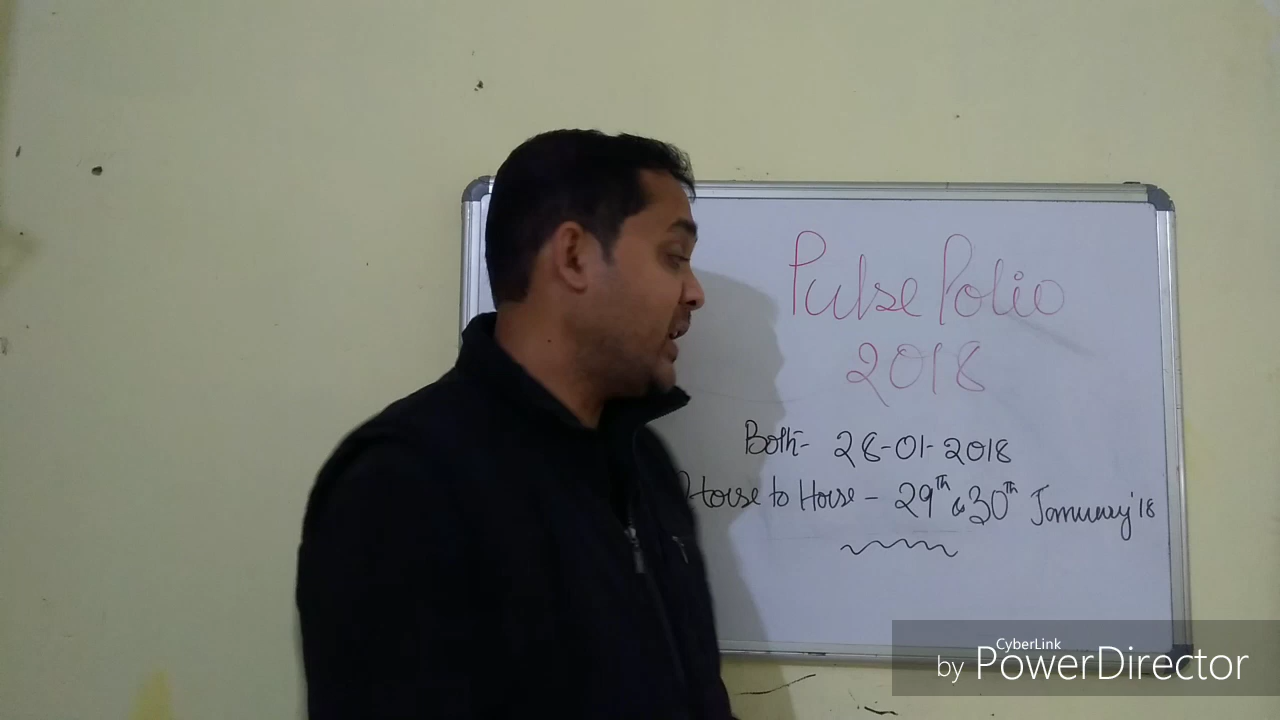 Pulse Polio
2018
Both- 28-01-2018
House to House - 29th & 30th January'18
CyberLink
by PowerDirector